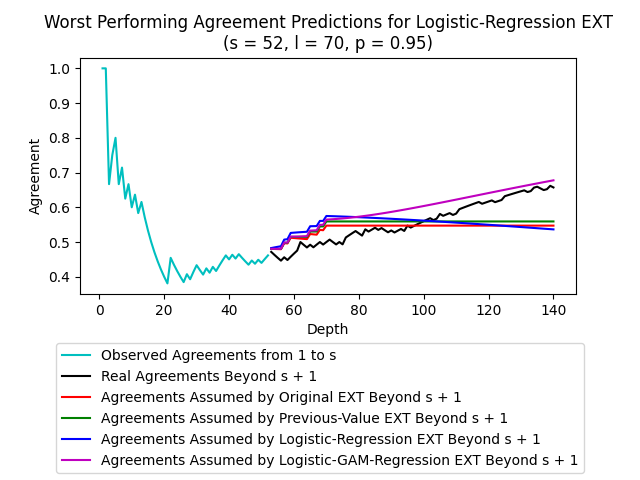 Worst Performing Agreement Predictions for Logistic-Regression EXT
(s = 52, l = 70, p = 0.95)
1.0
0.9
0.8
0.7
0.6
0.5
0.4
Agreement
0 20 40 60 80 100 120 140
Depth
Observed Agreements from 1 to s
Real Agreements Beyond s + 1
Agreements Assumed by Original EXT Beyond s + 1
Agreements Assumed by Previous-Value EXT Beyond s + 1
Agreements Assumed by Logistic-Regression EXT Beyond s + 1
Agreements Assumed by Logistic-GAM-Regression EXT Beyond s + 1